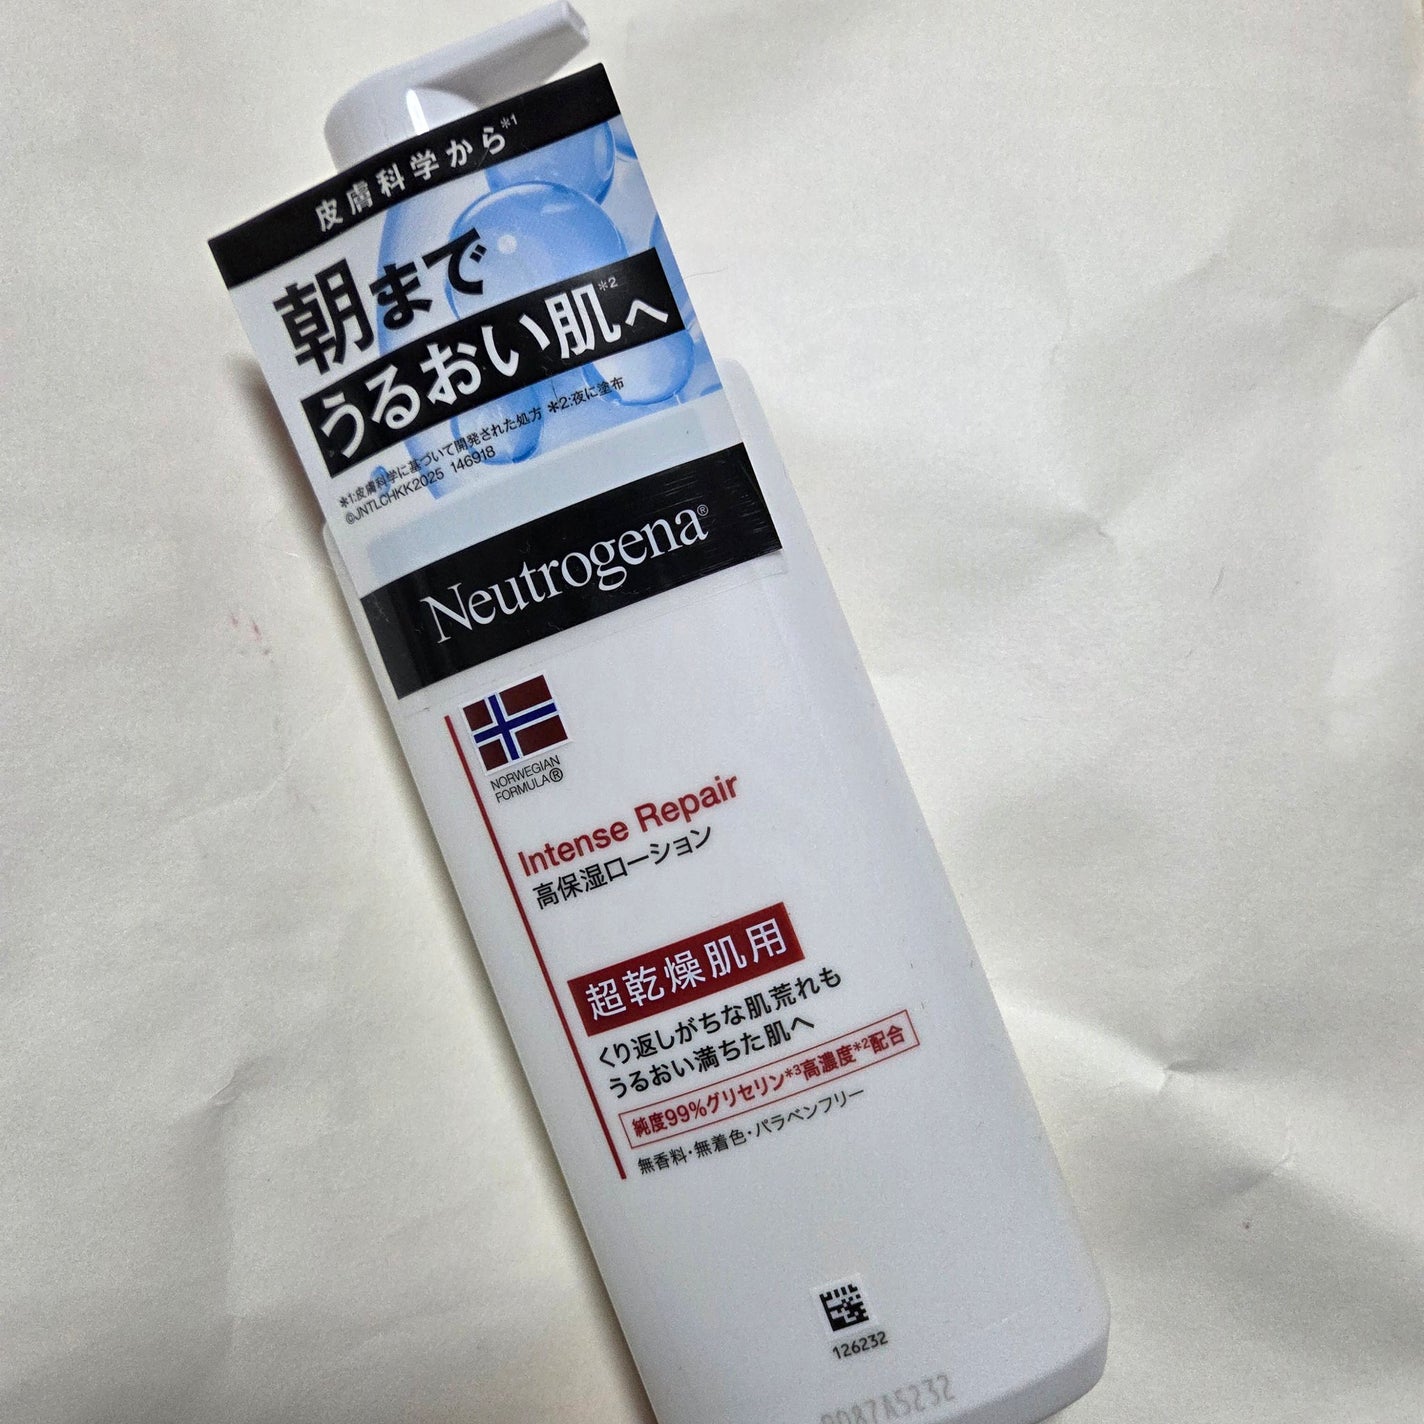 皮膚科学から*1
朝まで
うるおい肌へ*2
*1:皮膚科学に基づいて開発された処方 *2:夜に塗布
©JNTLCHKK2025 146918
Neutrogena®
NORWEGIAN
FORMULA®
Intense Repair
高保湿ローション
超乾燥肌用
くり返しがちな肌荒れも
うるおい満ちた肌へ
純度99%グリセリン*3高濃度*2配合
無香料・無着色・パラベンフリー
126232